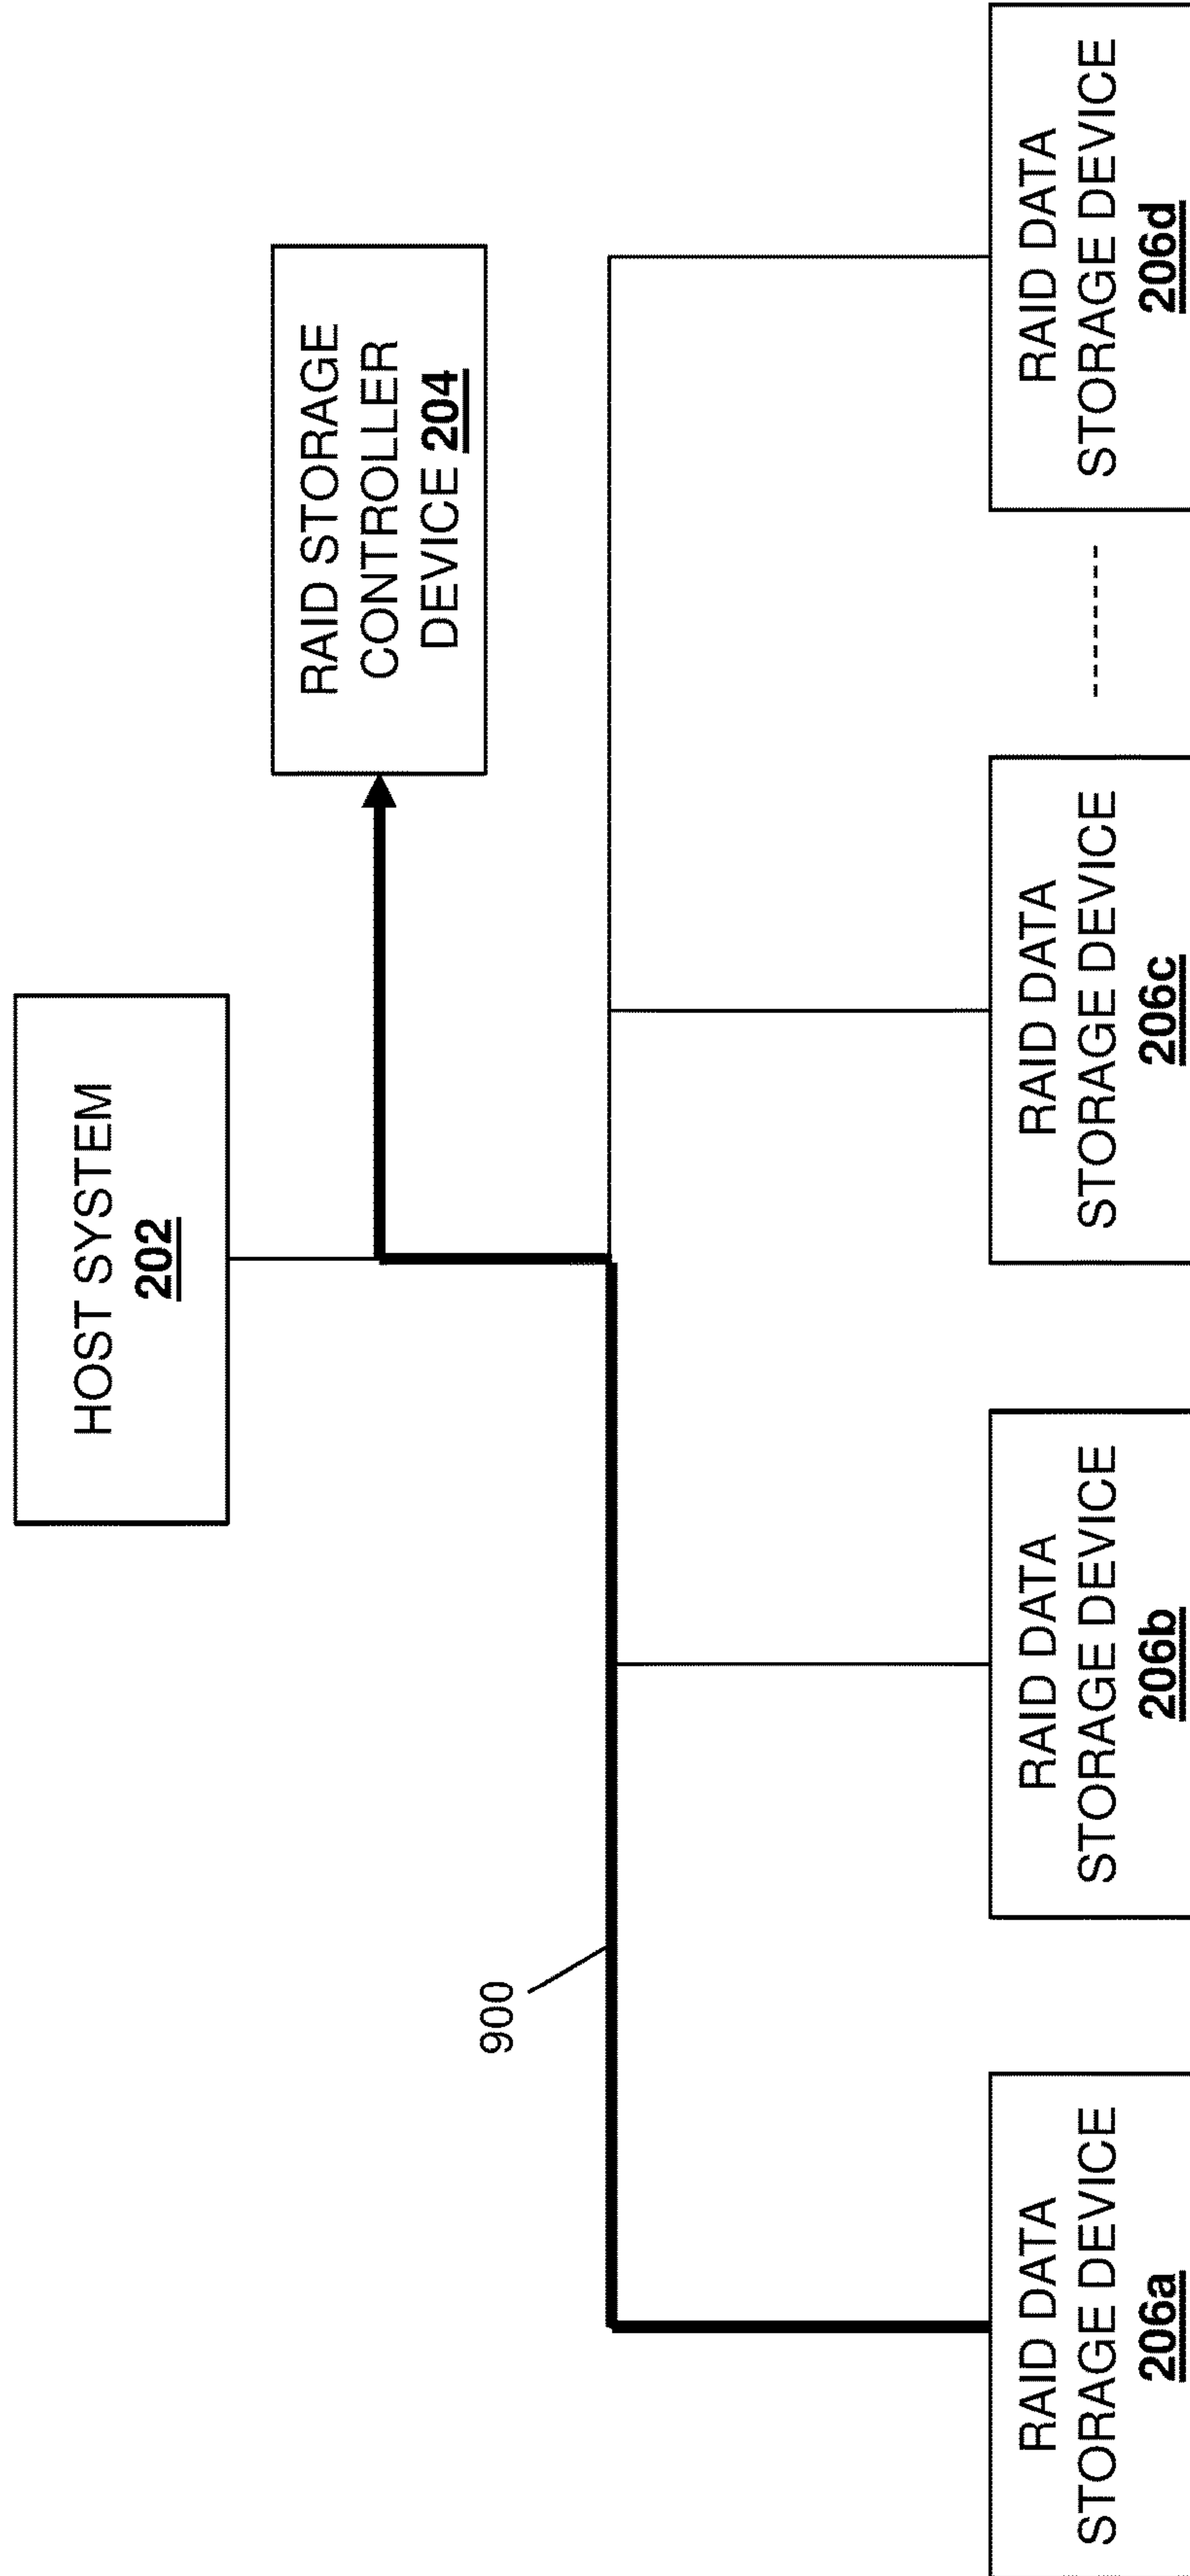 HOST SYSTEM
202
RAID STORAGE
CONTROLLER
DEVICE 204
900
RAID DATA
STORAGE DEVICE
206a
RAID DATA
STORAGE DEVICE
206b
RAID DATA
STORAGE DEVICE
206c
RAID DATA
STORAGE DEVICE
206d